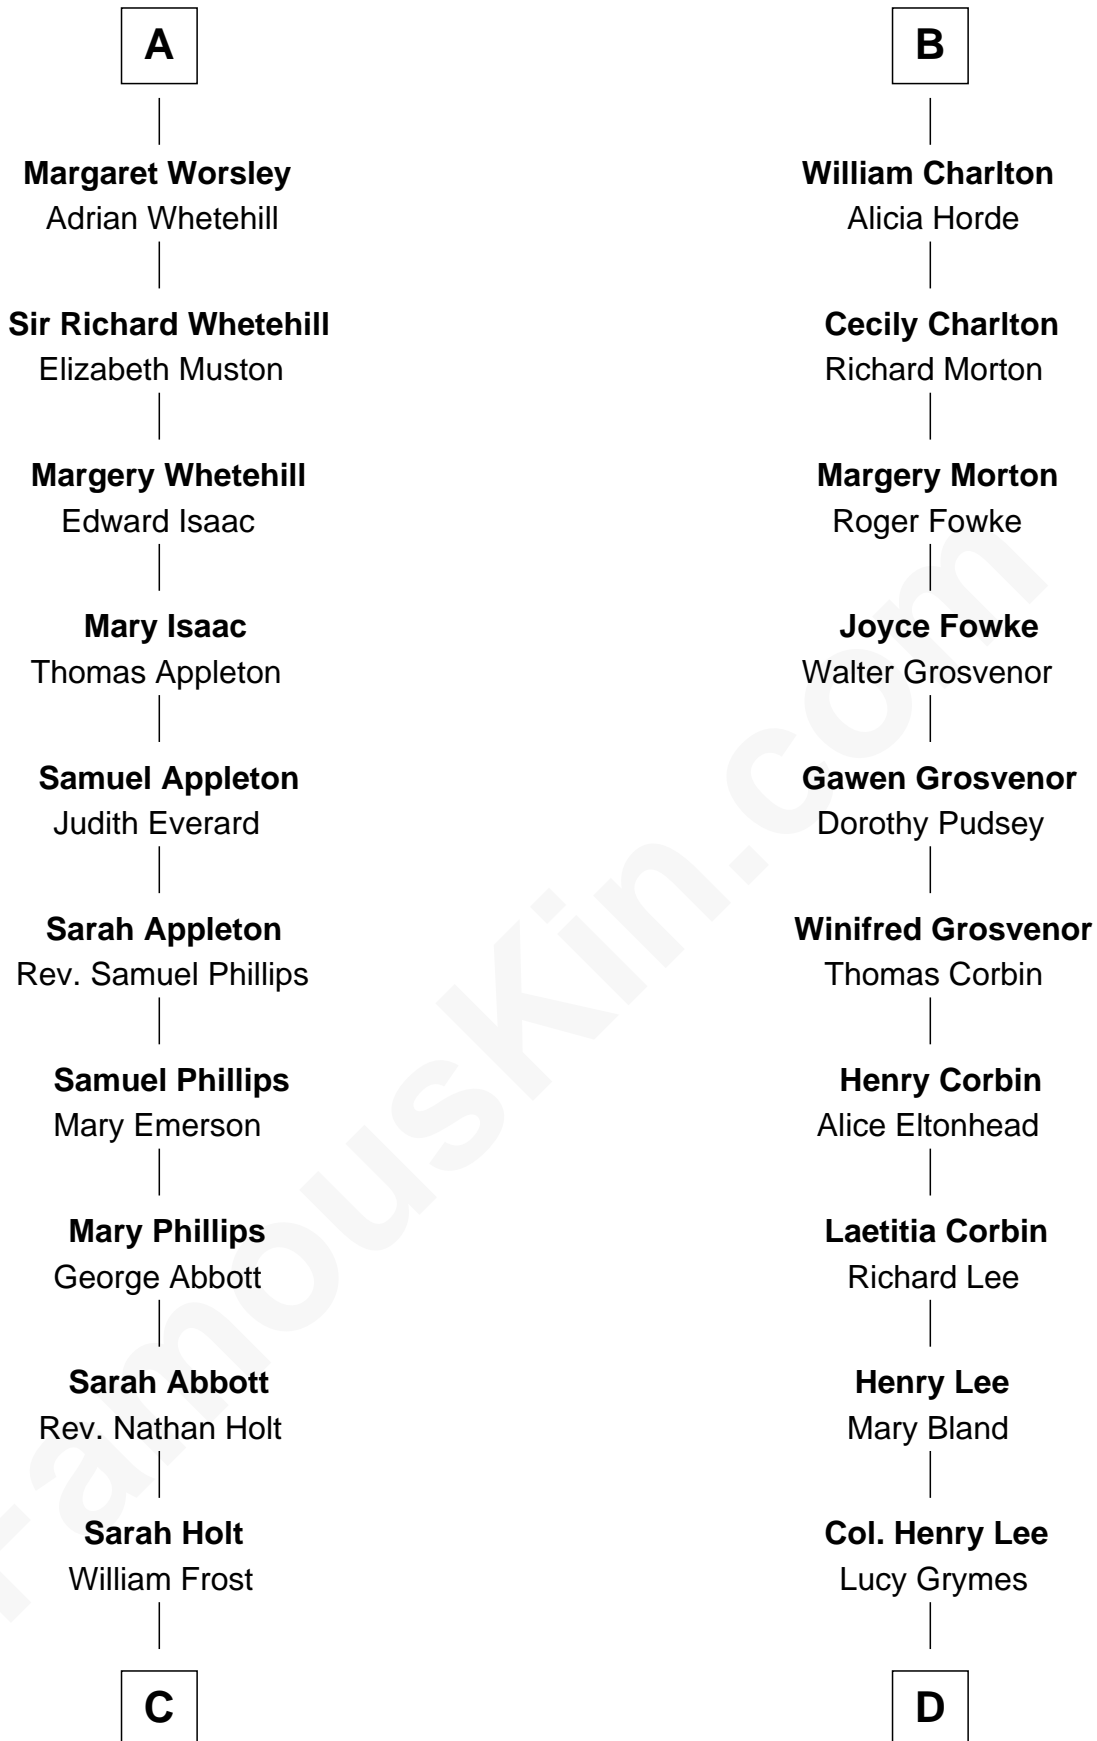 A
Margaret Worsley
Adrian Whetehill
Sir Richard Whetehill
Elizabeth Muston
Margery Whetehill
Edward Isaac
Mary Isaac
Thomas Appleton
Samuel Appleton
Judith Everard
Sarah Appleton
Rev. Samuel Phillips
Samuel Phillips
Mary Emerson
Mary Phillips
George Abbott
Sarah Abbott
Rev. Nathan Holt
Sarah Holt
William Frost
C
B
William Charlton
Alicia Horde
Cecily Charlton
Richard Morton
Margery Morton
Roger Fowke
Joyce Fowke
Walter Grosvenor
Gawen Grosvenor
Dorothy Pudsey
Winifred Grosvenor
Thomas Corbin
Henry Corbin
Alice Eltonhead
Laetitia Corbin
Richard Lee
Henry Lee
Mary Bland
Col. Henry Lee
Lucy Grymes
D
FamousKin.com